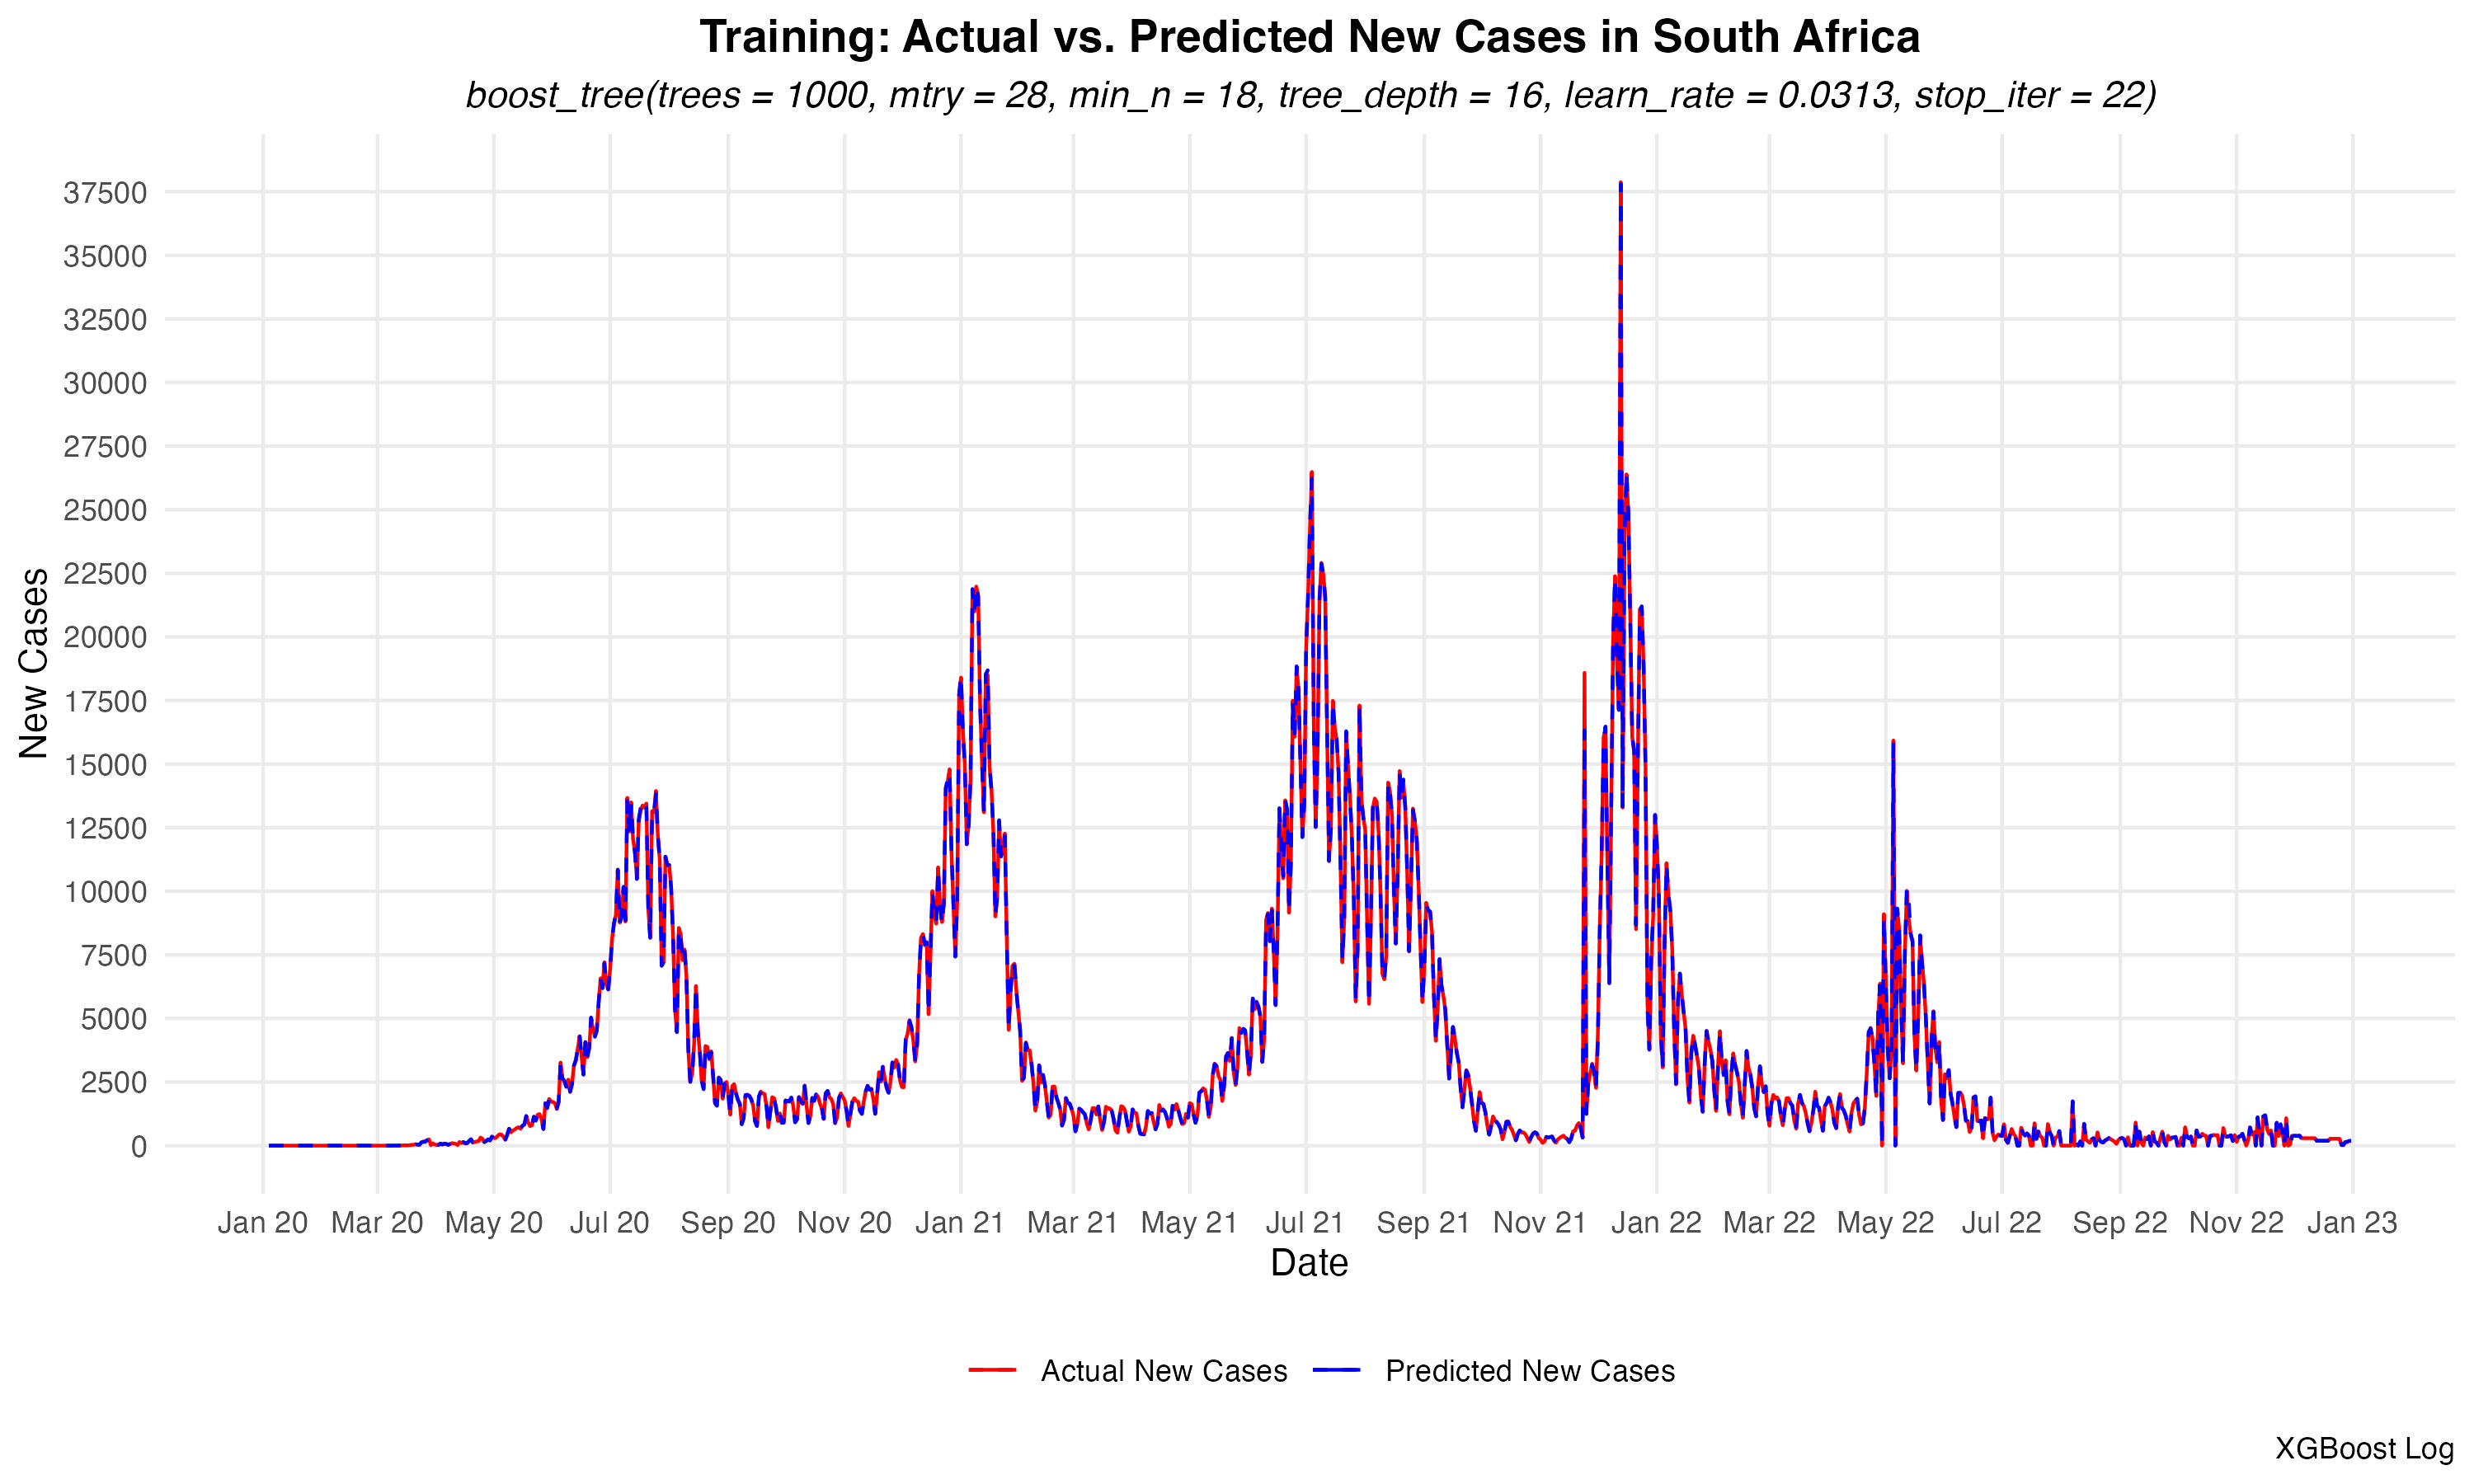 Training: Actual vs. Predicted New Cases in South Africa
boost_tree(trees = 1000, mtry = 28, min_n = 18, tree_depth = 16, learn_rate = 0.0313, stop_iter = 22)
New Cases
37500
35000
32500
30000
27500
25000
22500
20000
17500
15000
12500
10000
7500
5000
2500
0
Jan 20 Mar 20 May 20 Jul 20 Sep 20 Nov 20 Jan 21 Mar 21 May 21 Jul 21 Sep 21 Nov 21 Jan 22 Mar 22 May 22 Jul 22 Sep 22 Nov 22 Jan 23
Date
Actual New Cases Predicted New Cases
XGBoost Log